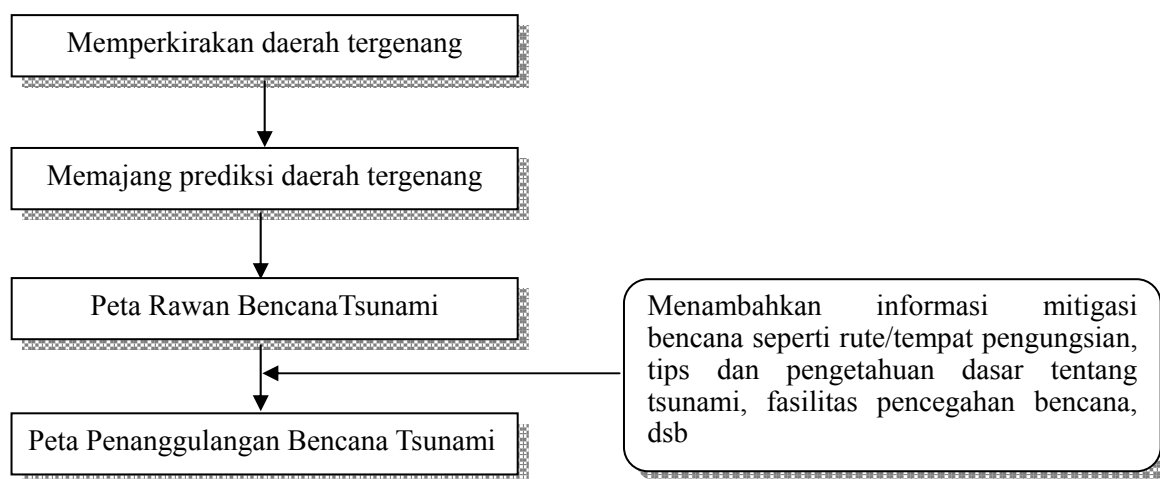 Memperkirakan daerah tergenang
Memajang prediksi daerah tergenang
Peta Rawan BencanaTsunami
Menambahkan informasi mitigasi
bencana seperti rute/tempat pengungsian,
tips dan pengetahuan dasar tentang
tsunami, fasilitas pencegahan bencana,
dsb
Peta Penanggulangan Bencana Tsunami